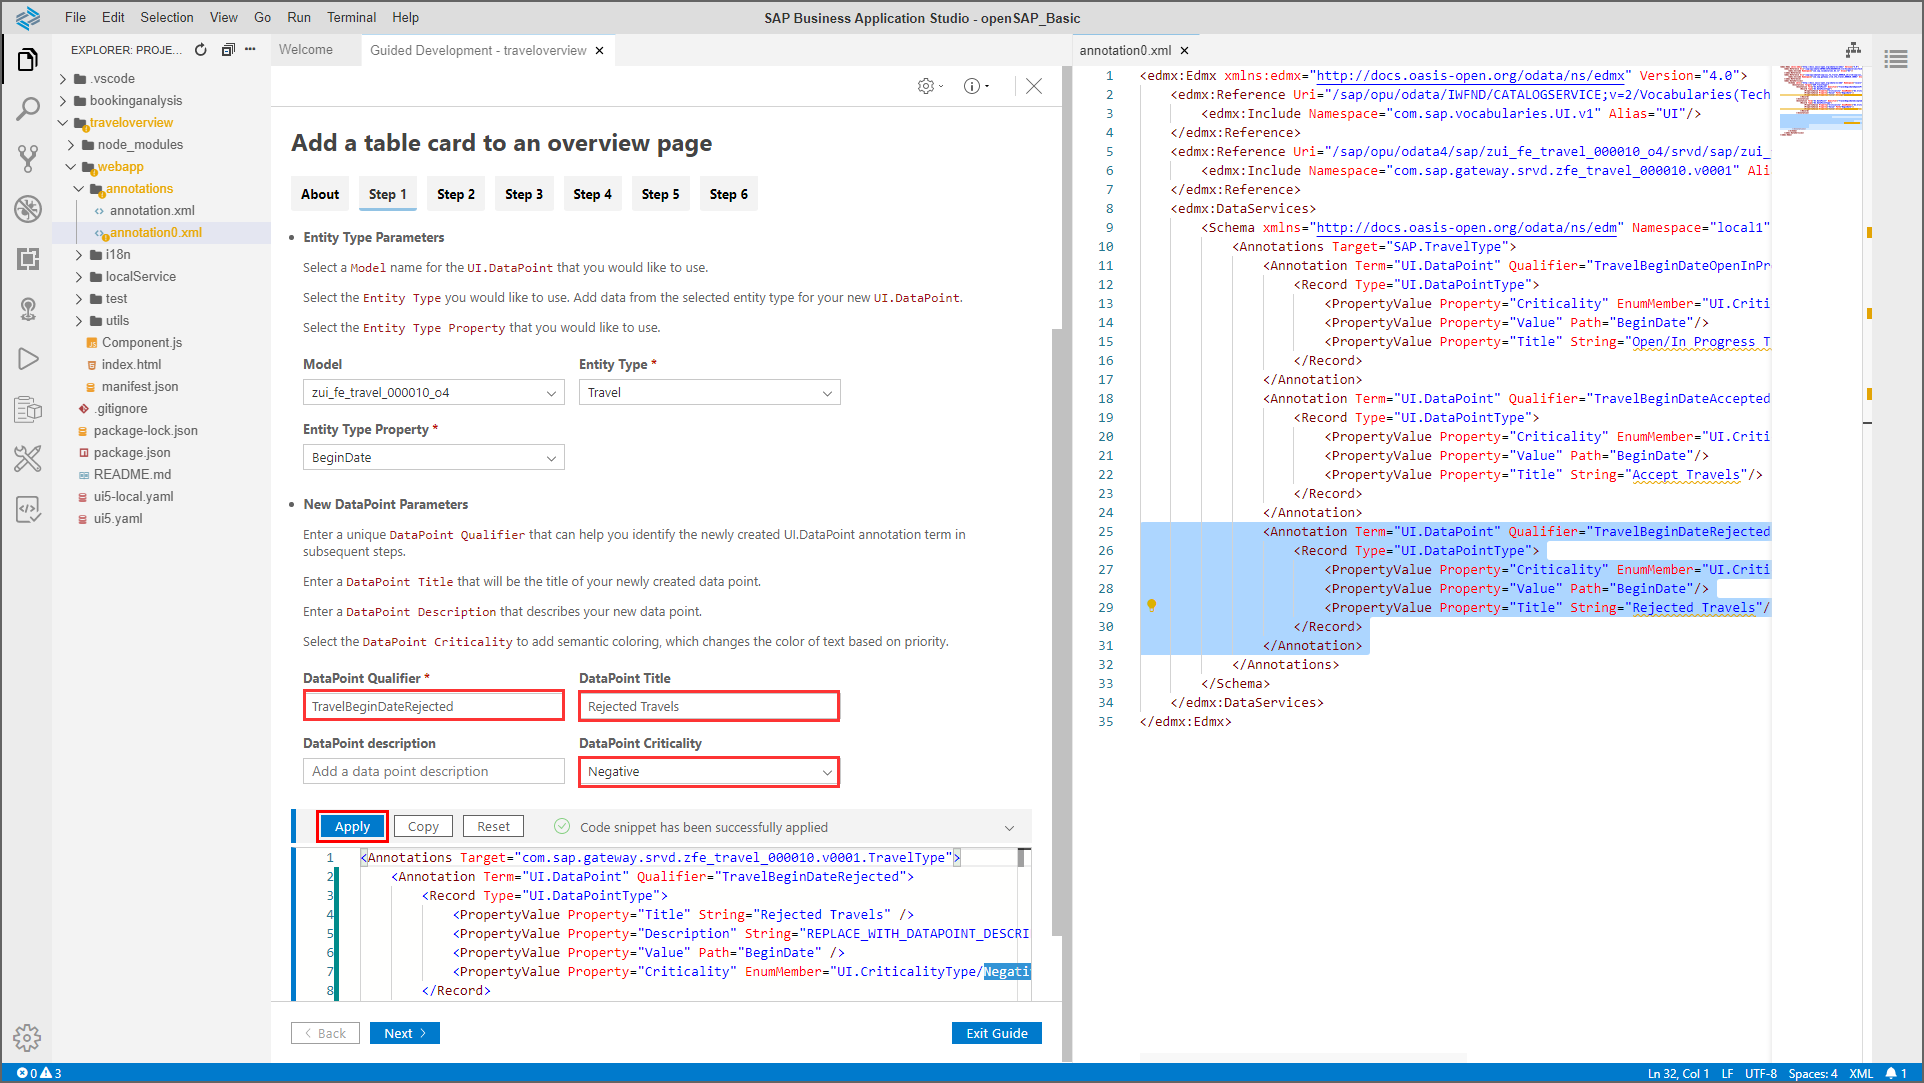 File Edit Selection View Go Run Terminal Help
SAP Business Application Studio - openSAP_Basic
EXPLORER: PROJE...
.vscode
bookinganalysis
traveloverview
node_modules
webapp
annotations
annotation.xml
annotation0.xml
i18n
localService
test
utils
Component.js
index.html
manifest.json
.gitignore
package-lock.json
package.json
README.md
ui5-local.yaml
ui5.yaml
Welcome
Guided Development - traveloverview
Add a table card to an overview page
About Step 1 Step 2 Step 3 Step 4 Step 5 Step 6
Entity Type Parameters
Select a Model name for the UI.DataPoint that you would like to use.
Select the Entity Type you would like to use. Add data from the selected entity type for your new UI.DataPoint.
Select the Entity Type Property that you would like to use.
Model Entity Type *
zui_fe_travel_000010_o4 Travel
Entity Type Property *
BeginDate
New DataPoint Parameters
Enter a unique DataPoint Qualifier that can help you identify the newly created UI.DataPoint annotation term in
subsequent steps.
Enter a DataPoint Title that will be the title of your newly created data point.
Enter a DataPoint Description that describes your new data point.
Select the DataPoint Criticality to add semantic coloring, which changes the color of text based on priority.
DataPoint Qualifier * DataPoint Title
TravelBeginDateRejected Rejected Travels
DataPoint description DataPoint Criticality
Add a data point description Negative
Apply Copy Reset Code snippet has been successfully applied
1 <Annotations Target="com.sap.gateway.srvd.zfe_travel_000010.v0001.TravelType">
2 <Annotation Term="UI.DataPoint" Qualifier="TravelBeginDateRejected">
3 <Record Type="UI.DataPointType">
4 <PropertyValue Property="Title" String="Rejected Travels" />
5 <PropertyValue Property="Description" String="REPLACE_WITH_DATAPOINT_DESCRI
6 <PropertyValue Property="Value" Path="BeginDate" />
7 <PropertyValue Property="Criticality" EnumMember="UI.CriticalityType/Negati
8 </Record>
Back Next Exit Guide
annotation0.xml
1 <edmx:Edmx xmlns:edmx="http://docs.oasis-open.org/odata/ns/edmx" Version="4.0">
2 <edmx:Reference Uri="/sap/opu/odata/IWFND/CATALOGSERVICE;v=2/Vocabularies(Tech
3 <edmx:Include Namespace="com.sap.vocabularies.UI.v1" Alias="UI"/>
4 </edmx:Reference>
5 <edmx:Reference Uri="/sap/opu/odata4/sap/zui_fe_travel_000010_o4/srvd/sap/zui_
6 <edmx:Include Namespace="com.sap.gateway.srvd.zfe_travel_000010.v0001" Ali
7 </edmx:Reference>
8 <edmx:DataServices>
9 <Schema xmlns="http://docs.oasis-open.org/odata/ns/edm" Namespace="local1"
10 <Annotations Target="SAP.TravelType">
11 <Annotation Term="UI.DataPoint" Qualifier="TravelBeginDateOpenInPr
12 <Record Type="UI.DataPointType">
13 <PropertyValue Property="Criticality" EnumMember="UI.Criti
14 <PropertyValue Property="Value" Path="BeginDate"/>
15 <PropertyValue Property="Title" String="Open/In Progress T
16 </Record>
17 </Annotation>
18 <Annotation Term="UI.DataPoint" Qualifier="TravelBeginDateAccepted
19 <Record Type="UI.DataPointType">
20 <PropertyValue Property="Criticality" EnumMember="UI.Criti
21 <PropertyValue Property="Value" Path="BeginDate"/>
22 <PropertyValue Property="Title" String="Accept Travels"/>
23 </Record>
24 </Annotation>
25 <Annotation Term="UI.DataPoint" Qualifier="TravelBeginDateRejected
26 <Record Type="UI.DataPointType">
27 <PropertyValue Property="Criticality" EnumMember="UI.Criti
28 <PropertyValue Property="Value" Path="BeginDate"/>
29 <PropertyValue Property="Title" String="Rejected Travels"/
30 </Record>
31 </Annotation>
32 </Annotations>
33 </Schema>
34 </edmx:DataServices>
35 </edmx:Edmx>
0 3 Ln 32, Col 1 LF UTF-8 Spaces: 4 XML 1